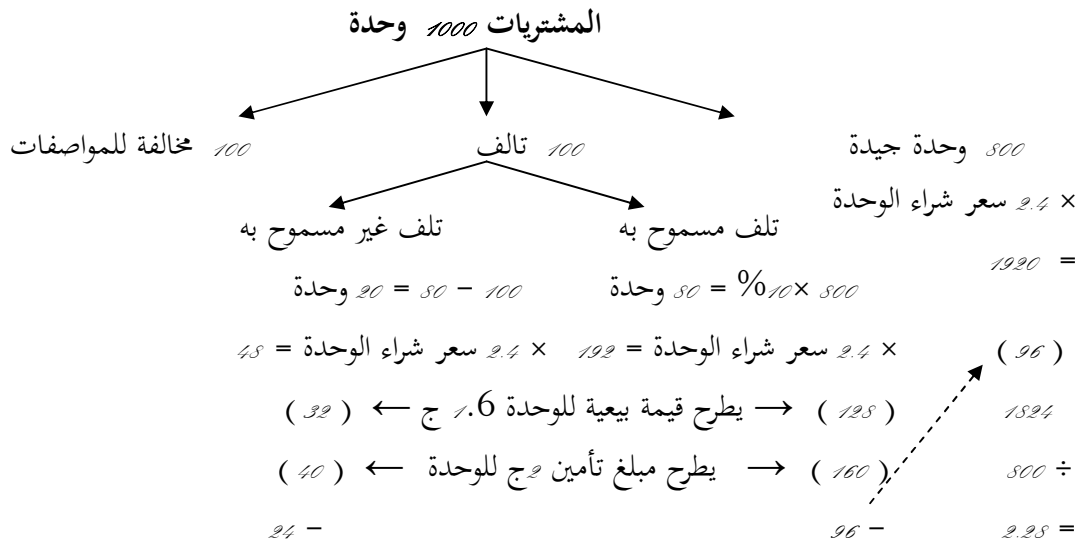 المشتريات 1000 وحدة
800 وحدة جيدة 100 تالف 100 مخالفة للمواصفات
× 2.4 سعر شراء الوحدة تلف مسموح به تلف غير مسموح به
= 1920
800 ×10% = 80 وحدة 100 – 80 = 20 وحدة
( 96 ) × 2.4 سعر شراء الوحدة = 192 × 2.4 سعر شراء الوحدة = 48
1824 ( 128 ) → يطرح قيمة بيعية للوحدة 1.6 ج ← ( 32 )
÷ 800 ( 160 ) → يطرح مبلغ تأمين 2ج للوحدة ← ( 40 )
= 2.28 – 96 – 24